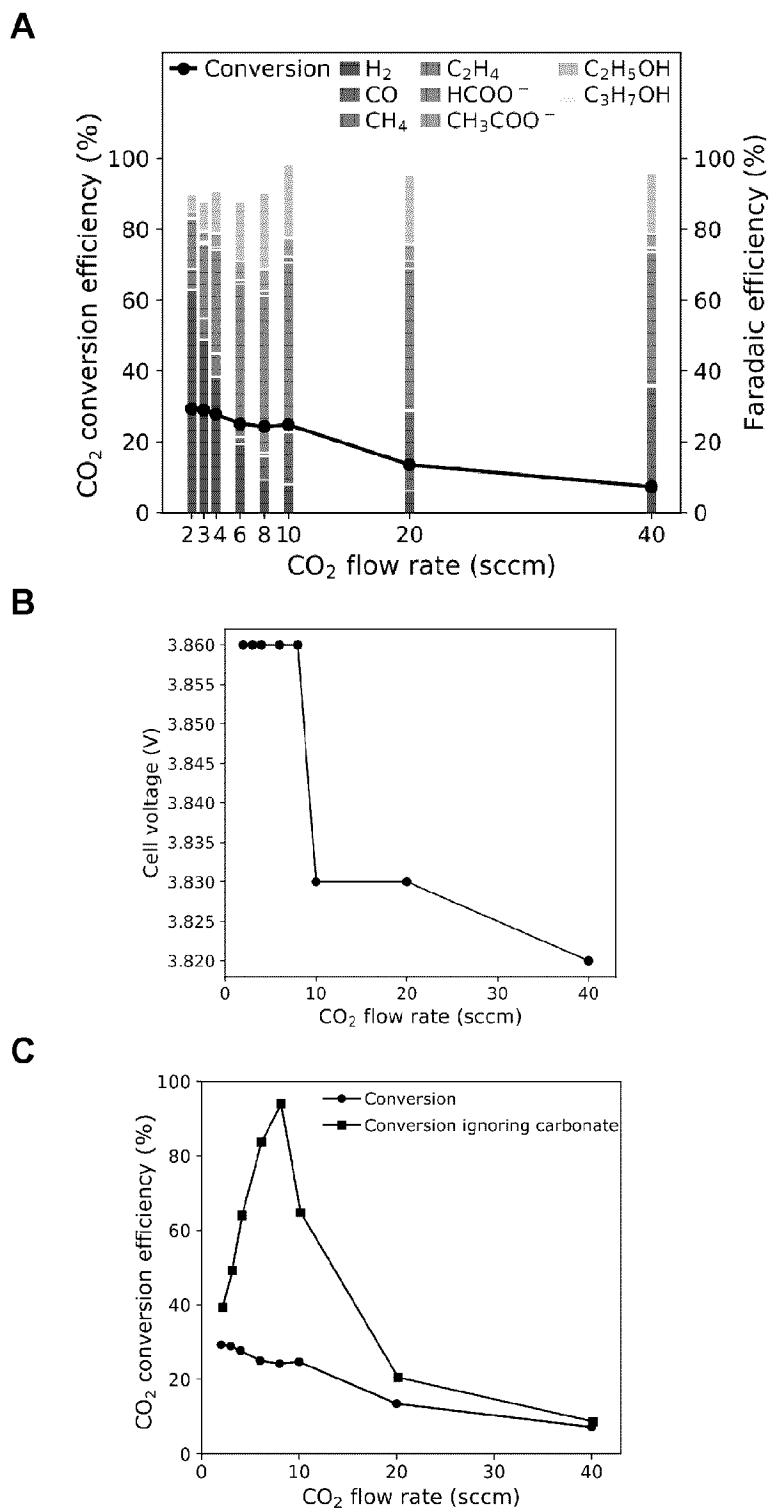 A
Conversion
H₂
CO
CH₄
C₂H₄
HCOO⁻
CH₃COO⁻
C₂H₅OH
C₃H₇OH
CO₂ conversion efficiency (%)
100
80
60
40
20
0
Faradaic efficiency (%)
100
80
60
40
20
0
2 3 4 6 8 10 20 40
CO₂ flow rate (sccm)
B
Cell voltage (V)
3.860
3.855
3.850
3.845
3.840
3.835
3.830
3.825
3.820
0 10 20 30 40
CO₂ flow rate (sccm)
C
Conversion
Conversion ignoring carbonate
CO₂ conversion efficiency (%)
100
80
60
40
20
0
0 10 20 30 40
CO₂ flow rate (sccm)